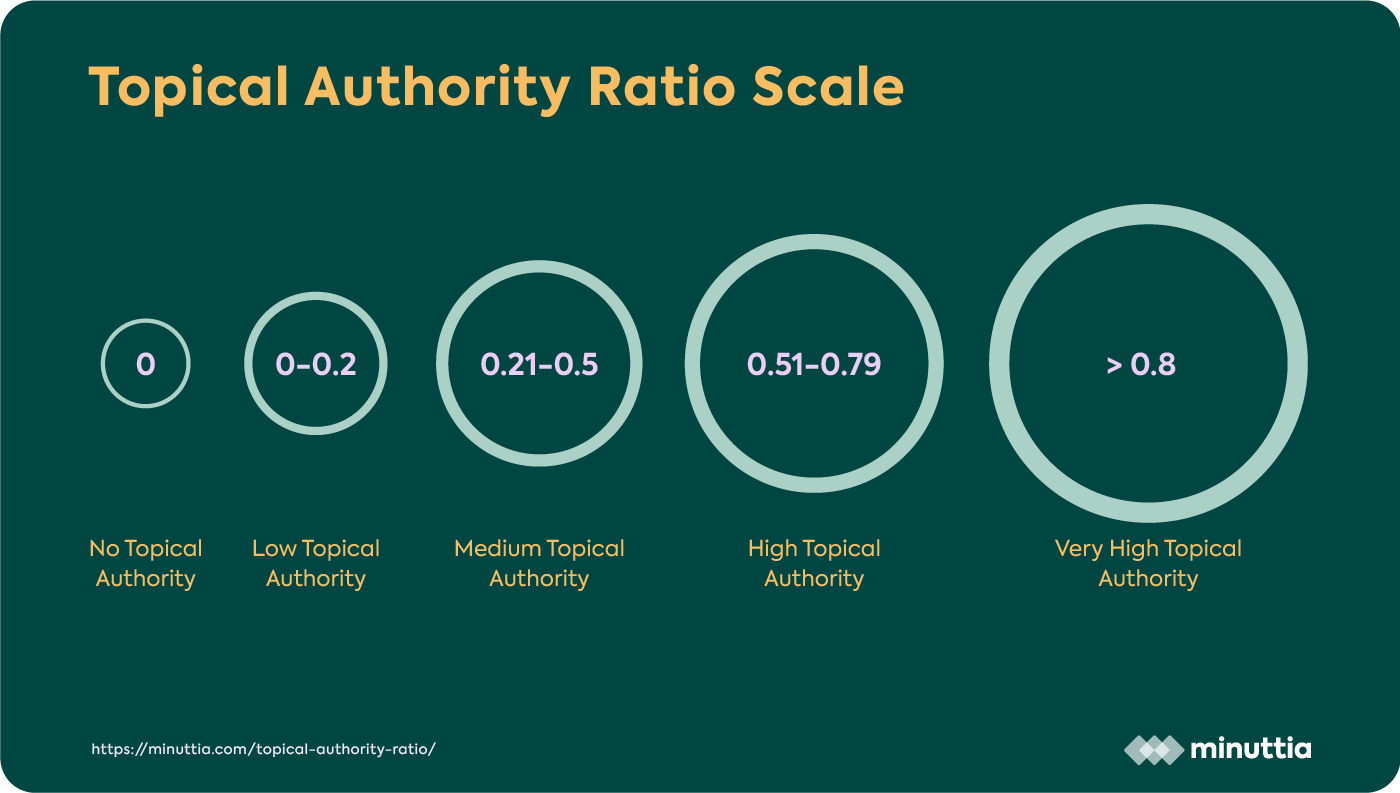 Topical Authority Ratio Scale
0
0-0.2
0.21-0.5
0.51-0.79
> 0.8
No Topical
Authority
Low Topical
Authority
Medium Topical
Authority
High Topical
Authority
Very High Topical
Authority
https://minuttia.com/topical-authority-ratio/
minuttia